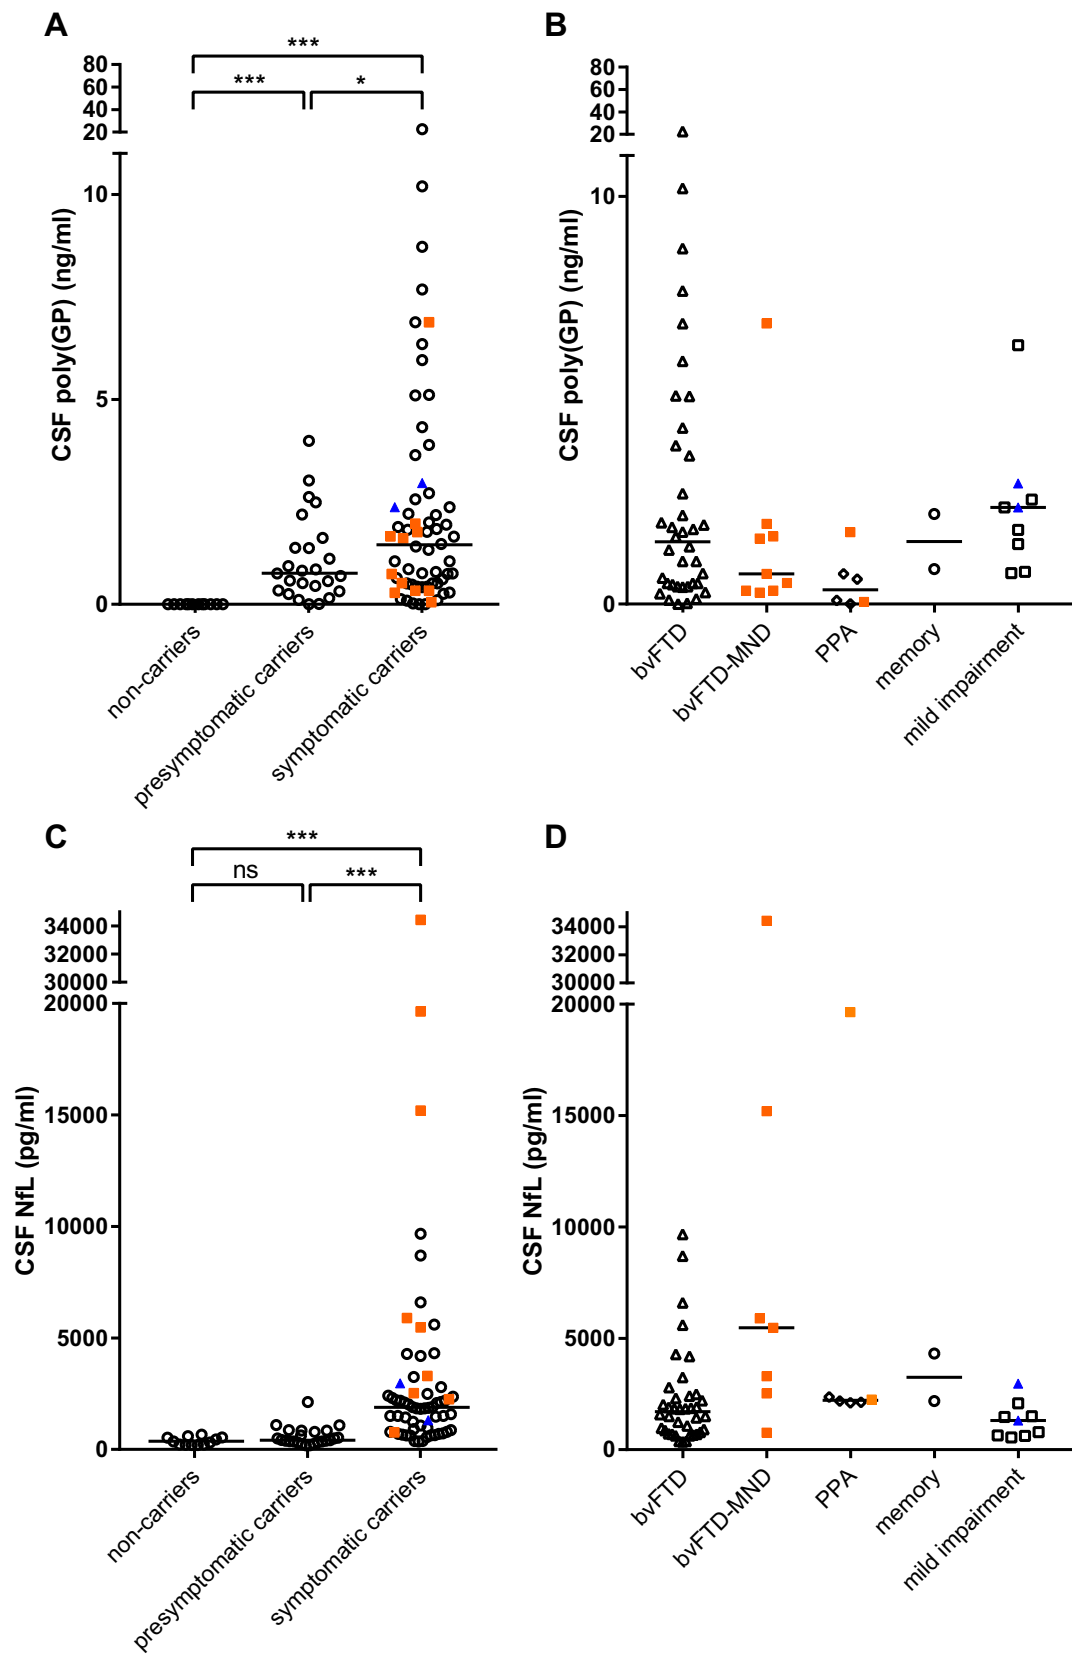 A
***
***
*
80
60
40
20
10
5
0
CSF poly(GP) (ng/ml)
non-carriers
presymptomatic carriers
symptomatic carriers
B
80
60
40
20
10
0
CSF poly(GP) (ng/ml)
bvFTD
bvFTD-MND
PPA
memory
mild impairment
C
***
ns
***
34000
32000
30000
20000
15000
10000
5000
0
CSF NfL (pg/ml)
non-carriers
presymptomatic carriers
symptomatic carriers
D
34000
32000
30000
20000
15000
10000
5000
0
CSF NfL (pg/ml)
bvFTD
bvFTD-MND
PPA
memory
mild impairment